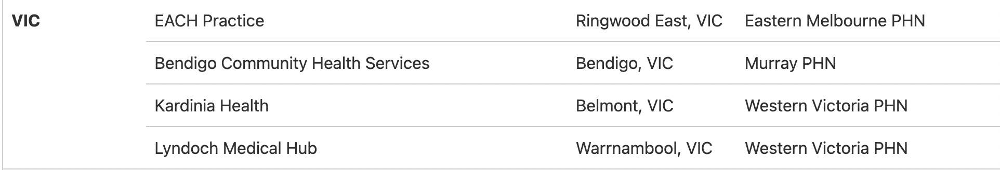 VIC EACH Practice Ringwood East, VIC Eastern Melbourne PHN
Bendigo Community Health Services Bendigo, VIC Murray PHN
Kardinia Health Belmont, VIC Western Victoria PHN
Lyndoch Medical Hub Warrnambool, VIC Western Victoria PHN